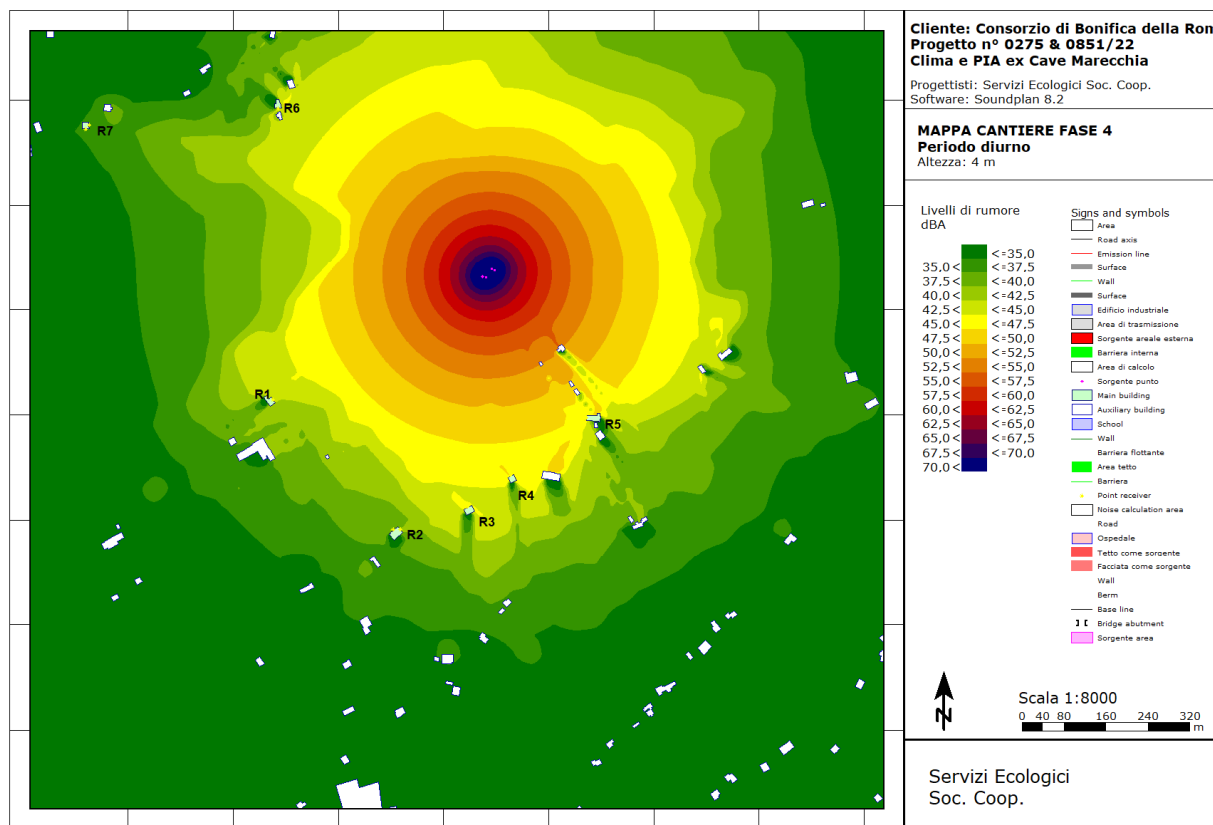 Cliente: Consorzio di Bonifica della Rom
Progetto n° 0275 & 0851/22
Clima e PIA ex Cave Marecchia
Progettisti: Servizi Ecologici Soc. Coop.
Software: Soundplan 8.2
MAPPA CANTIERE FASE 4
Periodo diurno
Altezza: 4 m
Livelli di rumore
dBA
<=35,0
35,0< <=37,5
37,5< <=40,0
40,0< <=42,5
42,5< <=45,0
45,0< <=47,5
47,5< <=50,0
50,0< <=52,5
52,5< <=55,0
55,0< <=57,5
57,5< <=60,0
60,0< <=62,5
62,5< <=65,0
65,0< <=67,5
67,5< <=70,0
70,0<
Signs and symbols
Area
Road axis
Emission line
Surface
Wall
Surface
Edificio industriale
Area di trasmissione
Sorgente areale esterna
Barriera interna
Area di calcolo
Sorgente punto
Main building
Auxiliary building
School
Wall
Barriera flottante
Area tetto
Barriera
Point receiver
Noise calculation area
Road
Ospedale
Tetto come sorgente
Facciata come sorgente
Wall
Berm
Base line
Bridge abutment
Sorgente area
N
Scala 1:8000
0 40 80 160 240 320
m
Servizi Ecologici
Soc. Coop.
R6
R7
R1
R5
R4
R3
R2